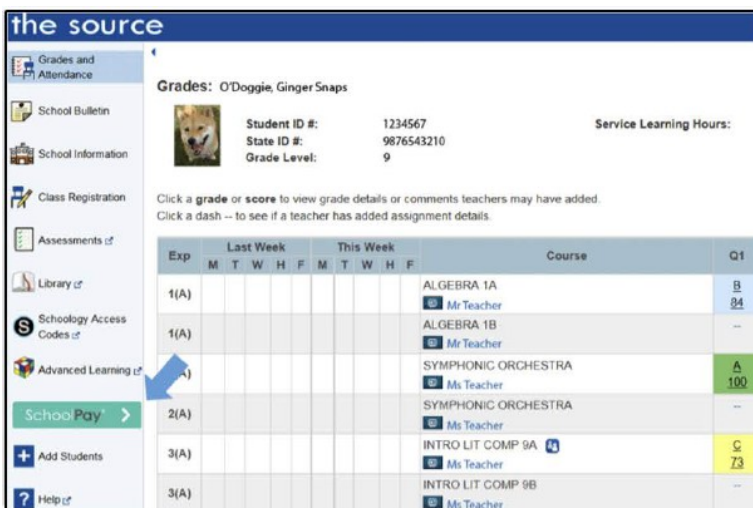 the source
Grades and
Attendance
School Bulletin
School Information
Class Registration
Assessments
Library
Schoology Access
Codes
Advanced Learning
SchoolPay
Add Students
Help
Grades: O'Doggie, Ginger Snaps
Student ID #: 1234567 Service Learning Hours:
State ID #: 9876543210
Grade Level: 9
Click a grade or score to view grade details or comments teachers may have added.
Click a dash -- to see if a teacher has added assignment details.
Exp Last Week This Week Course Q1
M T W H F M T W H F
1(A) ALGEBRA 1A B
Mr Teacher 84
1(A) ALGEBRA 1B --
Mr Teacher
A) SYMPHONIC ORCHESTRA A
Ms Teacher 100
2(A) SYMPHONIC ORCHESTRA --
Ms Teacher
3(A) INTRO LIT COMP 9A C
Ms Teacher 73
3(A) INTRO LIT COMP 9B --
Ms Teacher